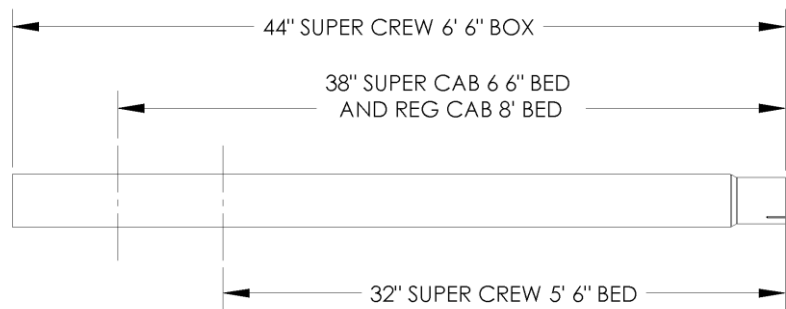 44" SUPER CREW 6' 6" BOX
38" SUPER CAB 6 6" BED
AND REG CAB 8' BED
32" SUPER CREW 5' 6" BED